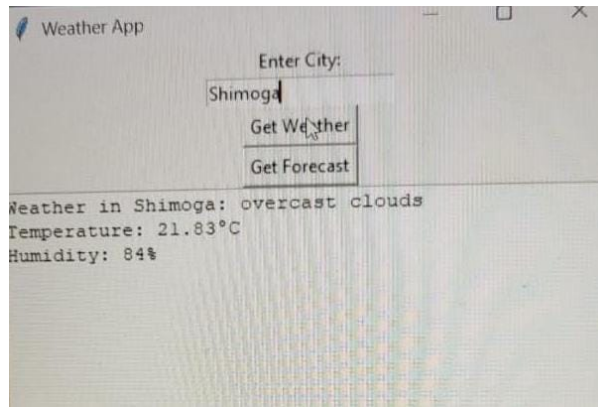 Weather App
Enter City:
Shimoga
Get Weather
Get Forecast
Weather in Shimoga: overcast clouds
Temperature: 21.83°C
Humidity: 84%